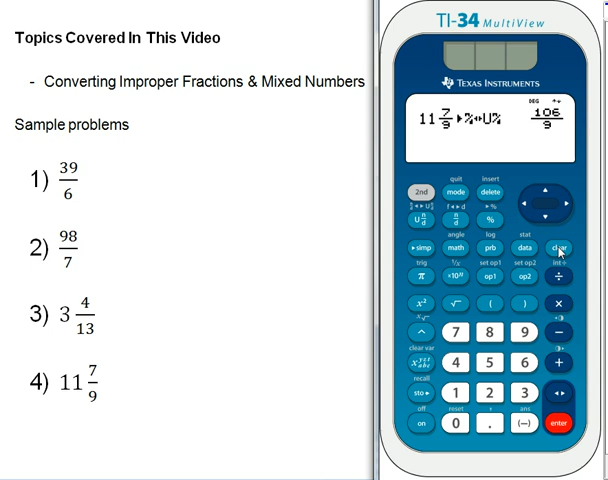 Topics Covered In This Video
- Converting Improper Fractions & Mixed Numbers
Sample problems
1) 39/6
2) 98/7
3) 3 4/13
4) 11 7/9
TI-34 MultiView
TEXAS INSTRUMENTS
DEG
11 7/9 ►n/d◄►Un/d 106/9
quit insert
2nd mode delete
f◄►d ►%
U n/d n/d %
angle log stat
►simp math prb data clear
trig 1/x set op1 set op2 int÷
π ×10ⁿ op1 op2 ÷
x² √ ( ) ×
ˣ√
^ 7 8 9 −
clear var
x yzt abc 4 5 6 +
recall
sto► 1 2 3 ◄►
off reset , ans
on 0 . (−) enter